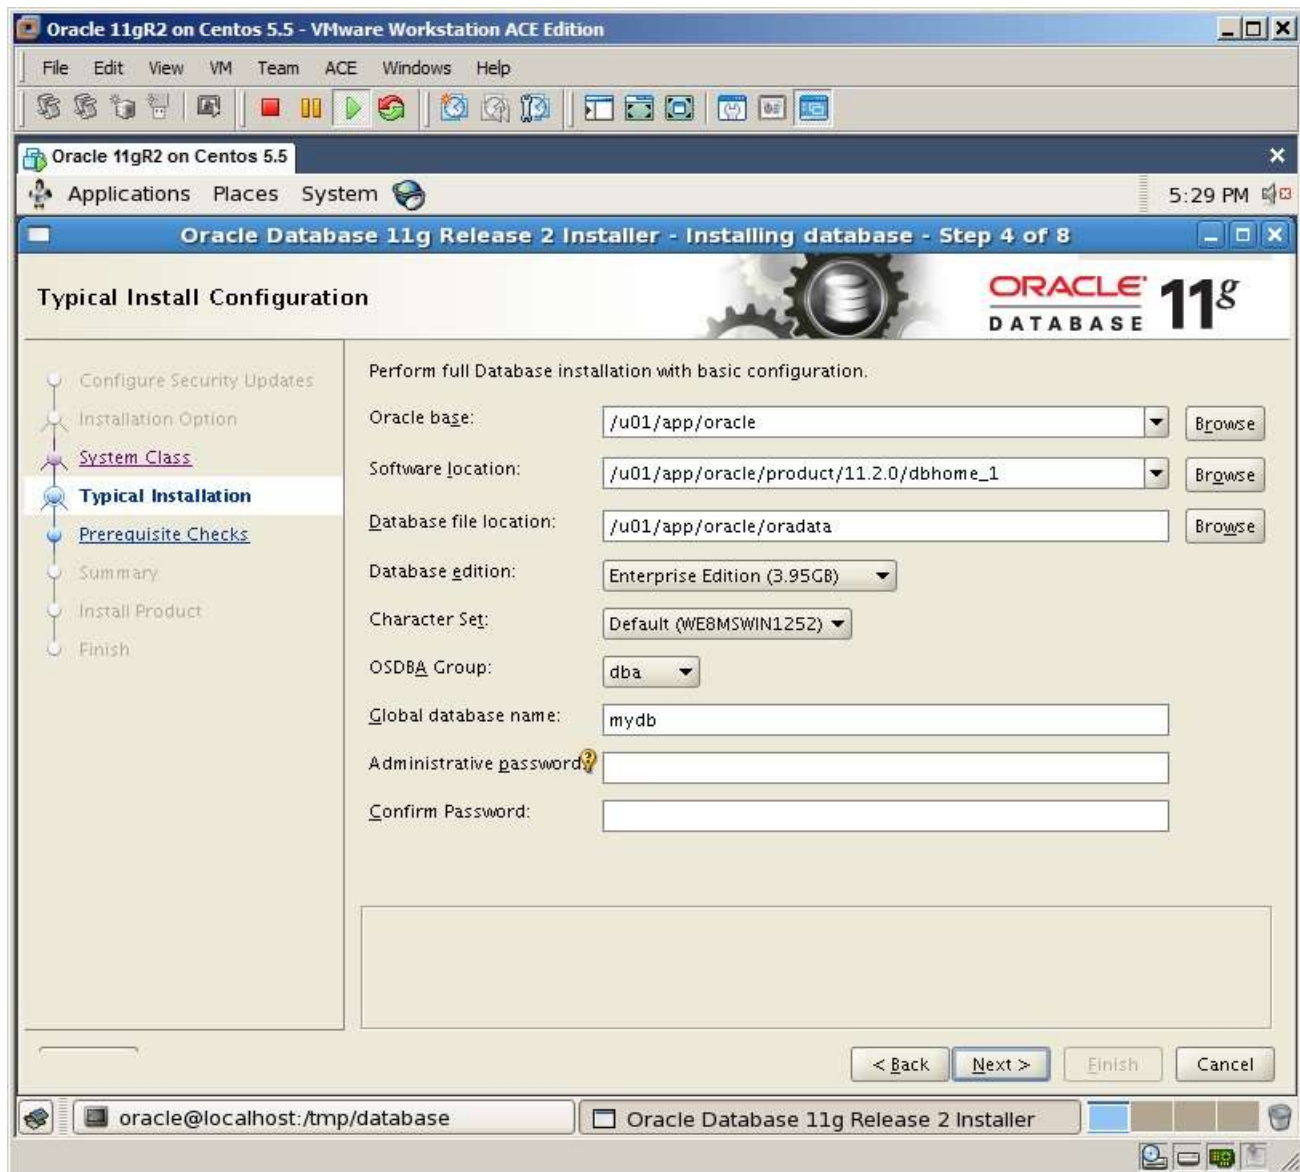 Oracle 11gR2 on Centos 5.5 - VMware Workstation ACE Edition
File Edit View VM Team ACE Windows Help
Oracle 11gR2 on Centos 5.5
Applications Places System 5:29 PM
Oracle Database 11g Release 2 Installer - Installing database - Step 4 of 8
Typical Install Configuration
ORACLE
DATABASE
11g
Configure Security Updates
Installation Option
System Class
Typical Installation
Prerequisite Checks
Summary
Install Product
Finish
Perform full Database installation with basic configuration.
Oracle base: /u01/app/oracle Browse
Software location: /u01/app/oracle/product/11.2.0/dbhome_1 Browse
Database file location: /u01/app/oracle/oradata Browse
Database edition: Enterprise Edition (3.95GB)
Character Set: Default (WE8MSWIN1252)
OSDBA Group: dba
Global database name: mydb
Administrative password
Confirm Password:
< Back Next > Finish Cancel
oracle@localhost:/tmp/database Oracle Database 11g Release 2 Installer